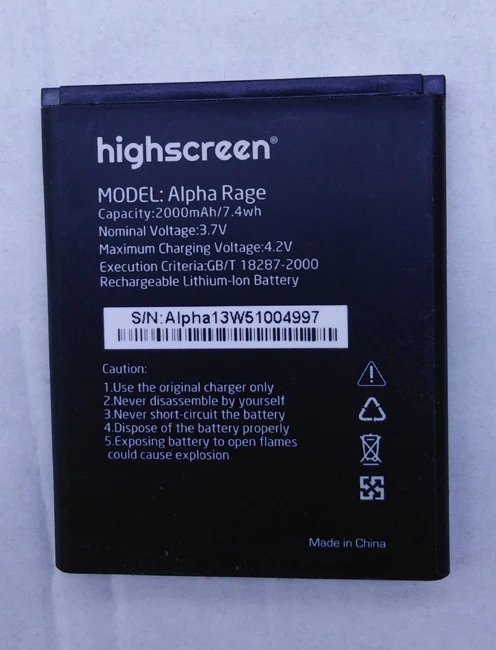 highscreen®
MODEL: Alpha Rage
Capacity:2000mAh/7.4wh
Nominal Voltage:3.7V
Maximum Charging Voltage:4.2V
Execution Criteria:GB/T 18287-2000
Rechargeable Lithium-Ion Battery
S/N:Alpha13W51004997
Caution:
1.Use the original charger only
2.Never disassemble by yourself
3.Never short-circuit the battery
4.Dispose of the battery properly
5.Exposing battery to open flames
could cause explosion
Made in China